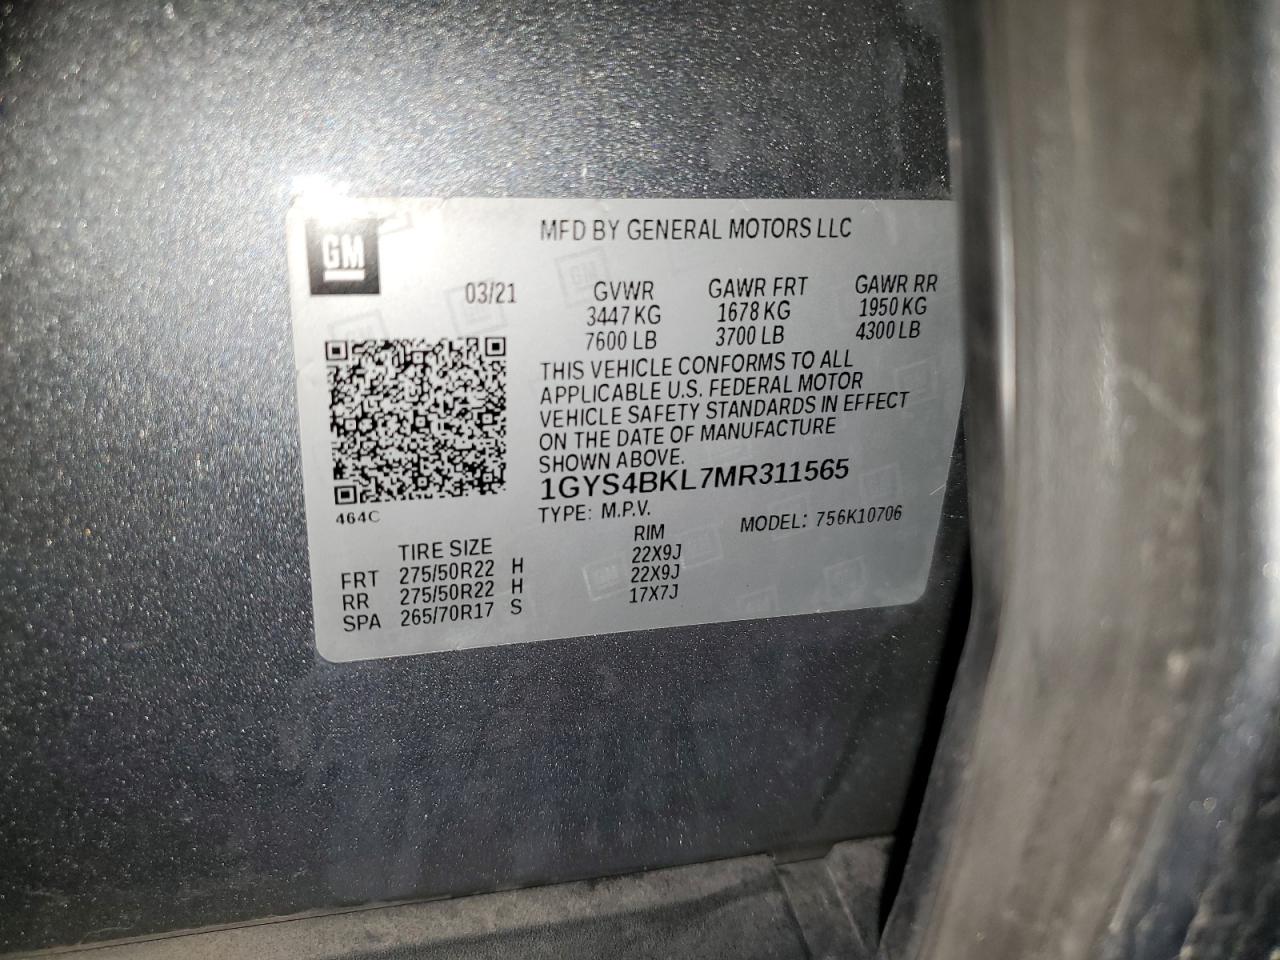 GM
MFD BY GENERAL MOTORS LLC
03/21
GVWR GAWR FRT GAWR RR
3447 KG 1678 KG 1950 KG
7600 LB 3700 LB 4300 LB
THIS VEHICLE CONFORMS TO ALL
APPLICABLE U.S. FEDERAL MOTOR
VEHICLE SAFETY STANDARDS IN EFFECT
ON THE DATE OF MANUFACTURE
SHOWN ABOVE.
1GYS4BKL7MR311565
464C
TYPE: M.P.V. MODEL: 756K10706
TIRE SIZE RIM
FRT 275/50R22 H 22X9J
RR 275/50R22 H 22X9J
SPA 265/70R17 S 17X7J